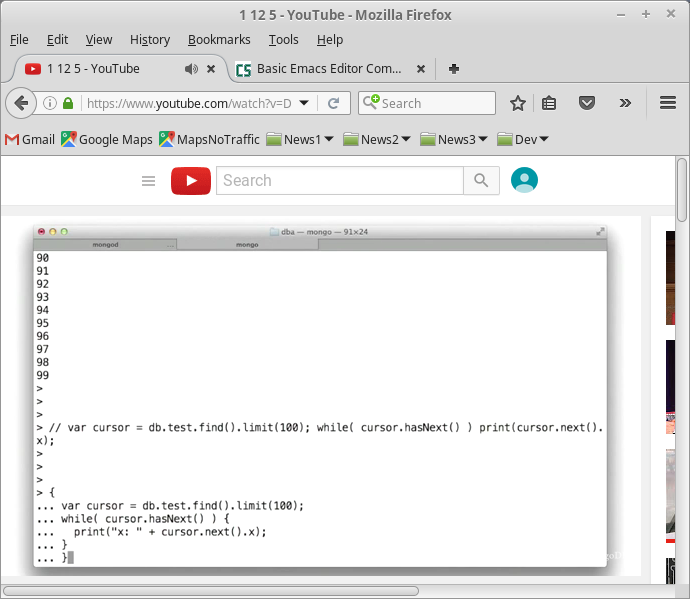 1 12 5 - YouTube - Mozilla Firefox
File Edit View History Bookmarks Tools Help
1 12 5 - YouTube
Basic Emacs Editor Com...
https://www.youtube.com/watch?v=D
Search
Gmail Google Maps MapsNoTraffic News1 News2 News3 Dev
Search
dba — mongo — 91×24
mongod
mongo
90
91
92
93
94
95
96
97
98
99
>
>
>
> // var cursor = db.test.find().limit(100); while( cursor.hasNext() ) print(cursor.next().
x);
>
>
>
> {
... var cursor = db.test.find().limit(100);
... while( cursor.hasNext() ) {
...   print("x: " + cursor.next().x);
... }
... }